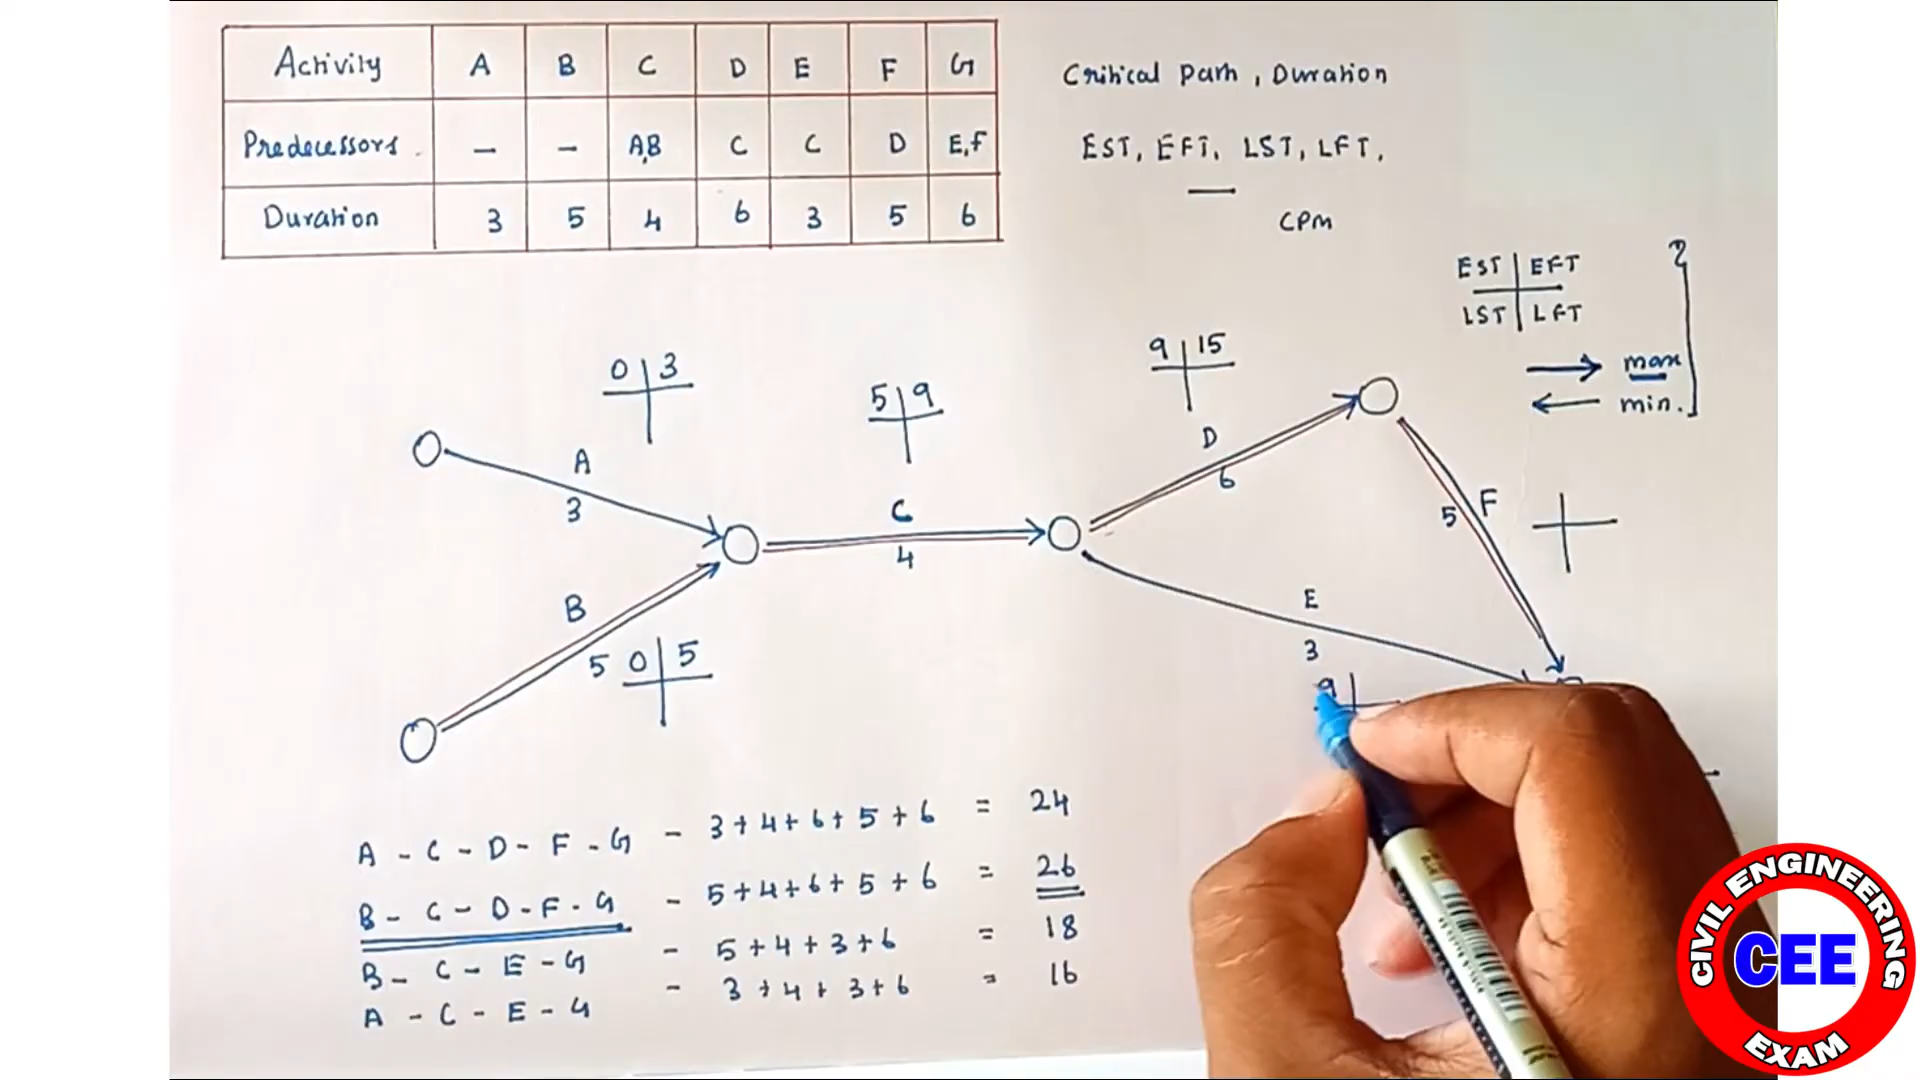 Activity A B C D E F G
Predecessors - - A,B C C D E,F
Duration 3 5 4 6 3 5 6
Critical Path, Duration
EST, EFT, LST, LFT,
CPM
EST EFT
LST LFT
max
min.
0 3
5 9
9 15
A
3
B
5
0 5
C
4
D
6
F
5
E
3
9
A - C - D - F - G - 3+4+6+5+6 = 24
B - C - D - F - G - 5+4+6+5+6 = 26
B - C - E - G - 5+4+3+6 = 18
A - C - E - G - 3+4+3+6 = 16
CIVIL ENGINEERING
CEE
EXAM